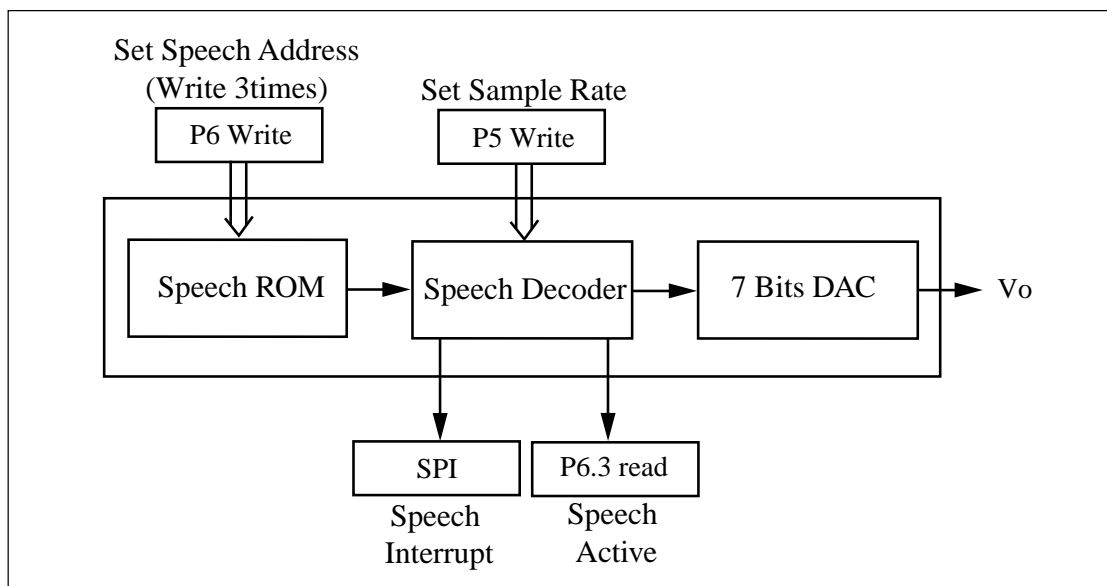 Set Speech Address
(Write 3times)
P6 Write
Set Sample Rate
P5 Write
Speech ROM
Speech Decoder
7 Bits DAC
Vo
SPI
Speech
Interrupt
P6.3 read
Speech
Active